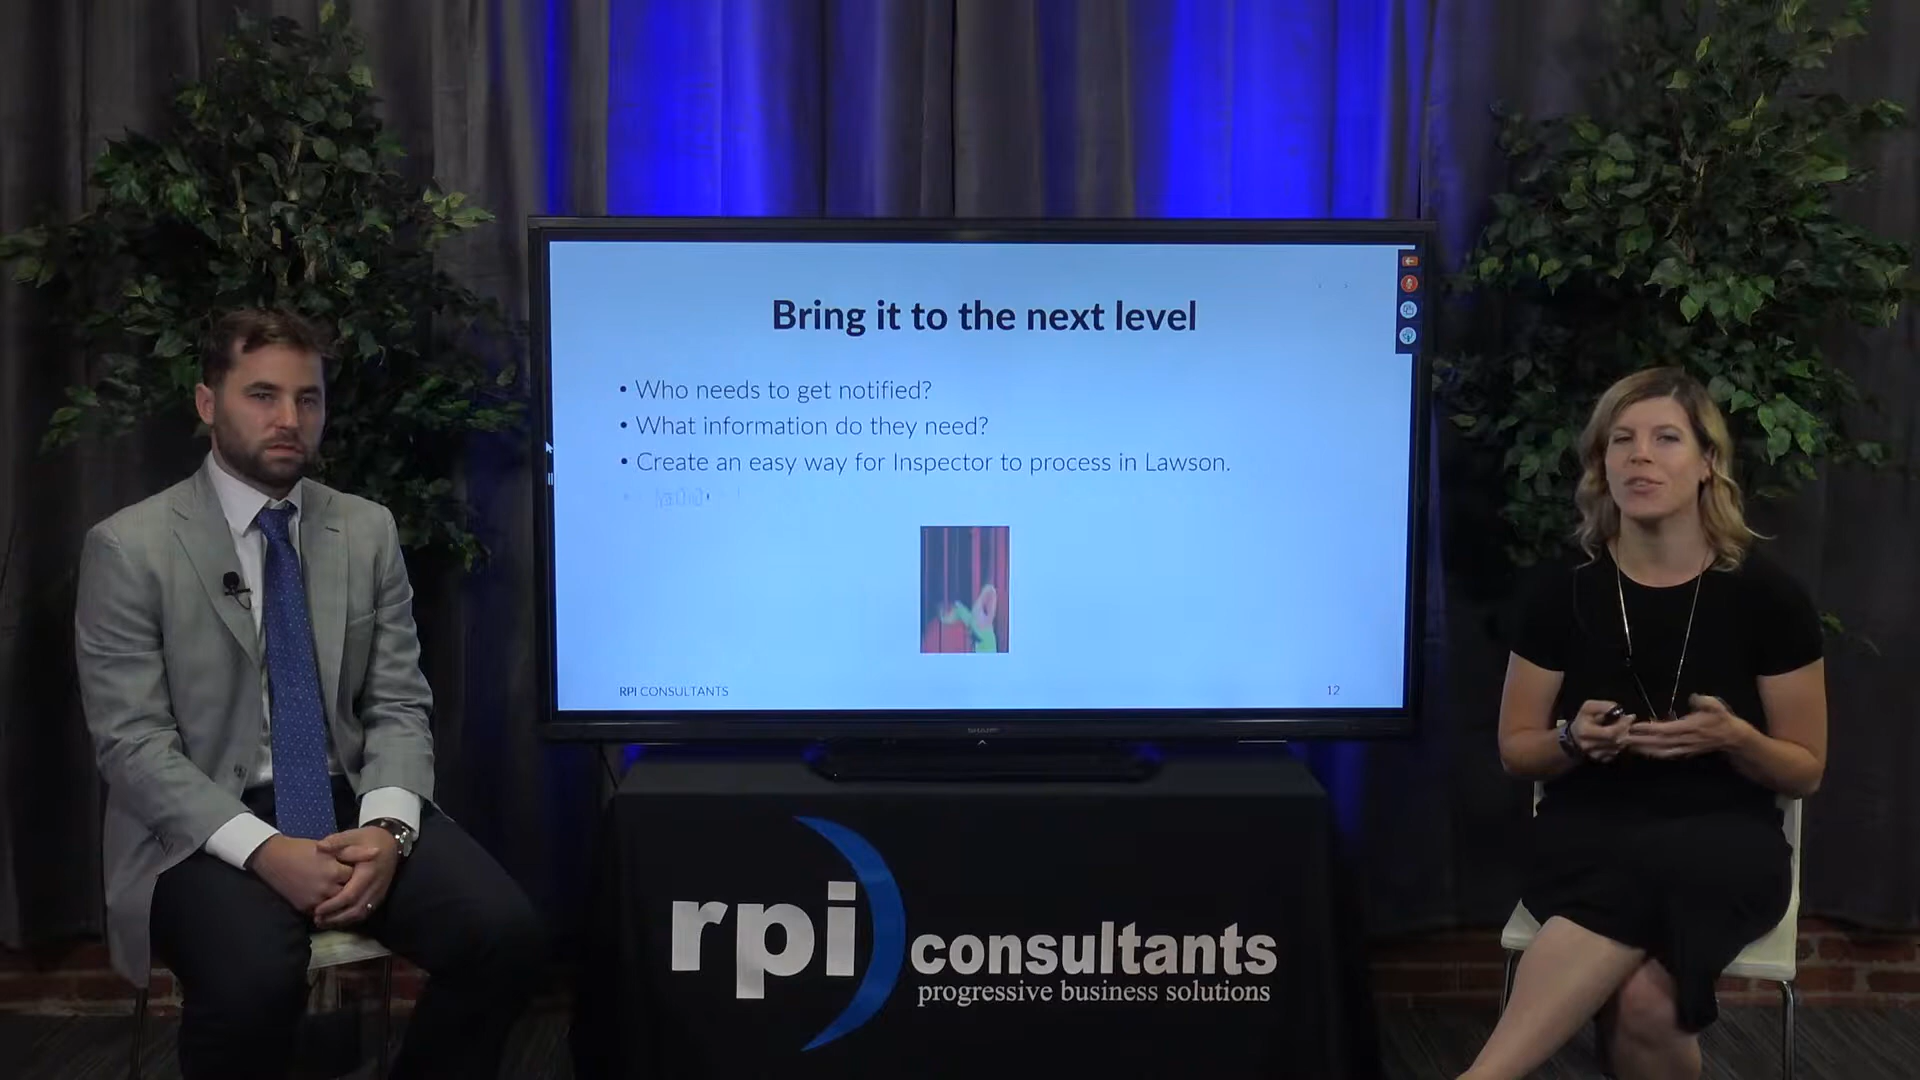 Bring it to the next level
• Who needs to get notified?
• What information do they need?
• Create an easy way for Inspector to process in Lawson.
RPI CONSULTANTS
12
SHARP
rpi consultants
progressive business solutions